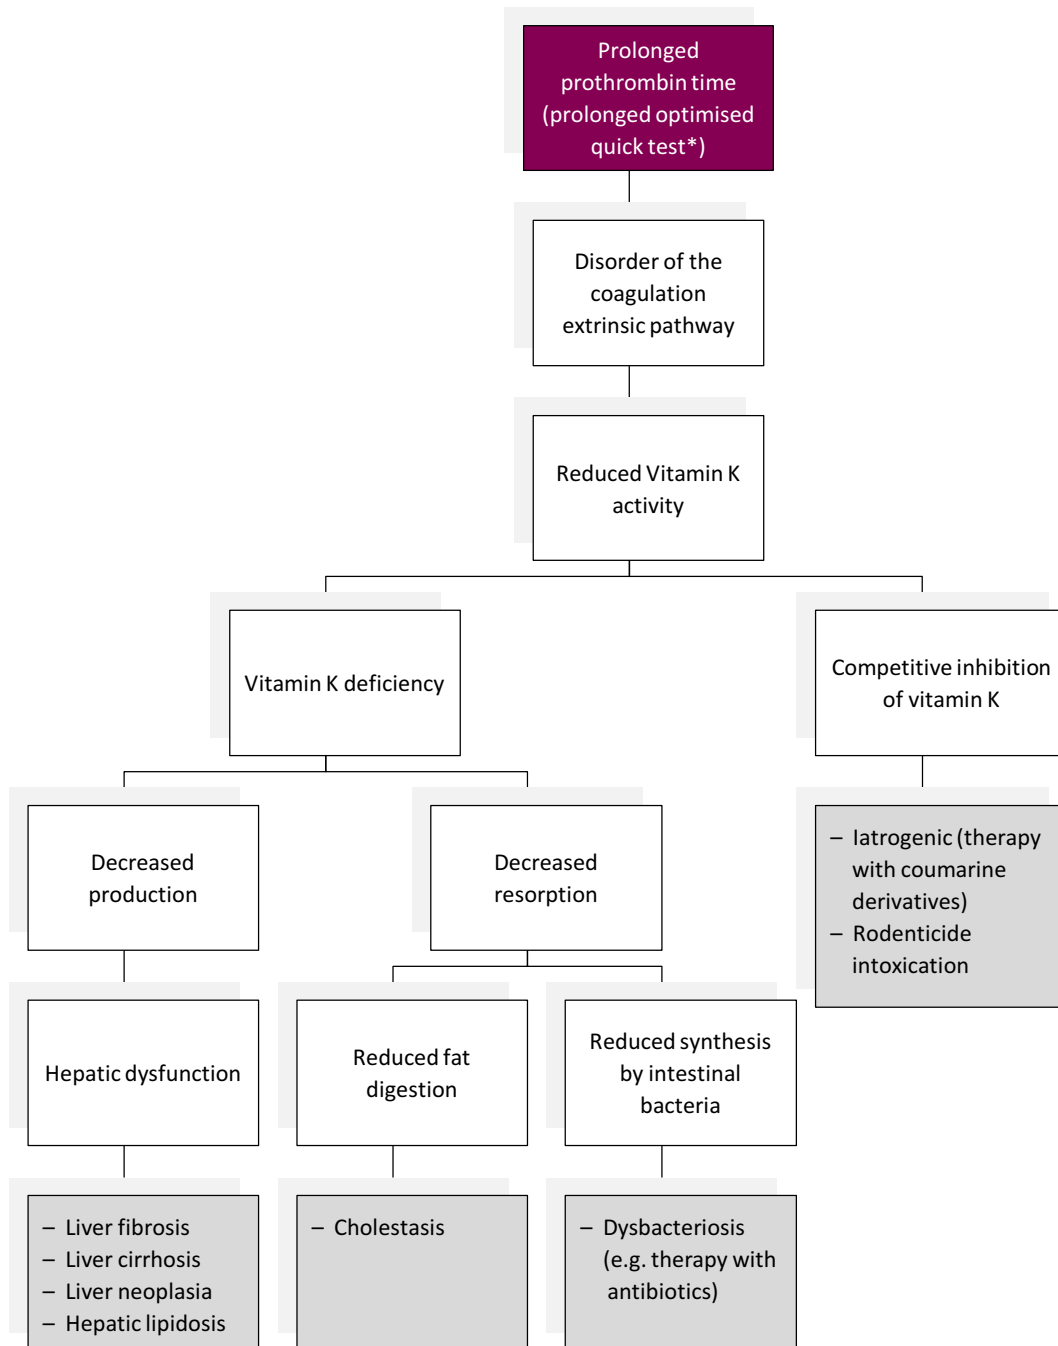 Prolonged
prothrombin time
(prolonged optimised
quick test*)
Disorder of the
coagulation
extrinsic pathway
Reduced Vitamin K
activity
Vitamin K deficiency
Competitive inhibition
of vitamin K
Decreased
production
Decreased
resorption
– Iatrogenic (therapy
with coumarine
derivatives)
– Rodenticide
intoxication
Hepatic dysfunction
Reduced fat
digestion
Reduced synthesis
by intestinal
bacteria
– Liver fibrosis
– Liver cirrhosis
– Liver neoplasia
– Hepatic lipidosis
– Cholestasis
– Dysbacteriosis
(e.g. therapy with
antibiotics)